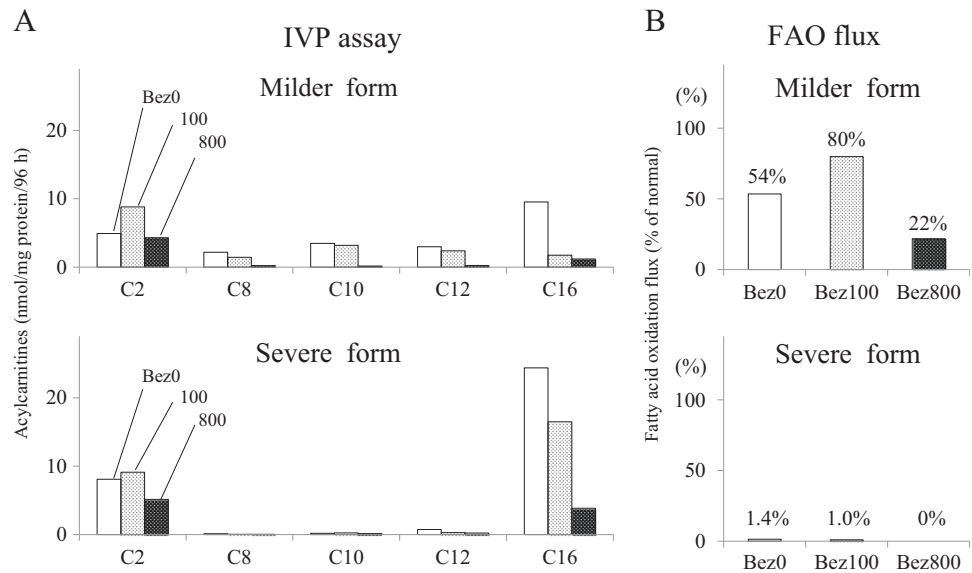 A
IVP assay
Milder form
Acylcarnitines (nmol/mg protein/96 h)
20
10
0
Bez0
100
800
C2 C8 C10 C12 C16
Severe form
20
10
0
Bez0
100
800
C2 C8 C10 C12 C16
B
FAO flux
Milder form
Fatty acid oxidation flux (% of normal)
(%)
100
50
0
54%
80%
22%
Bez0 Bez100 Bez800
Severe form
(%)
100
50
0
1.4% 1.0% 0%
Bez0 Bez100 Bez800